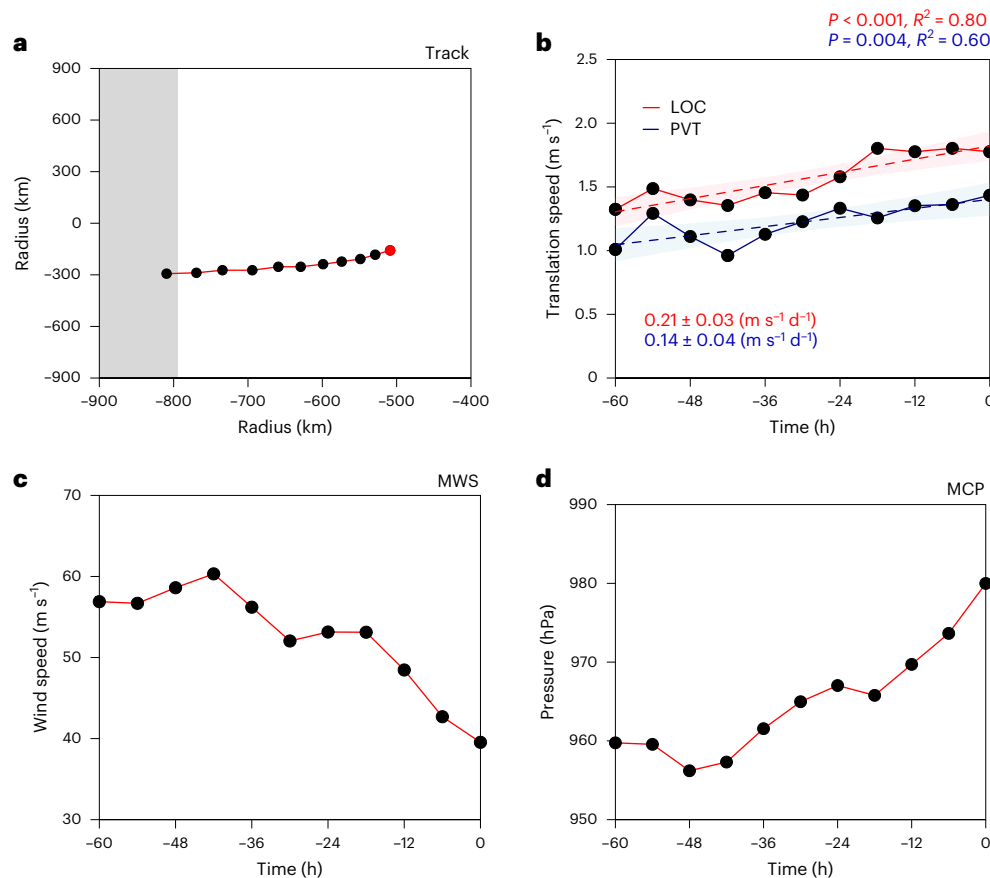 a
Track
900
600
300
0
−300
−600
−900
−900 −800 −700 −600 −500 −400
Radius (km)
Radius (km)
b
P < 0.001, R² = 0.80
P = 0.004, R² = 0.60
2.5
2.0
1.5
1.0
0.5
0
Translation speed (m s⁻¹)
LOC
PVT
0.21 ± 0.03 (m s⁻¹ d⁻¹)
0.14 ± 0.04 (m s⁻¹ d⁻¹)
−60 −48 −36 −24 −12 0
Time (h)
c
MWS
70
60
50
40
30
Wind speed (m s⁻¹)
−60 −48 −36 −24 −12 0
Time (h)
d
MCP
990
980
970
960
950
Pressure (hPa)
−60 −48 −36 −24 −12 0
Time (h)